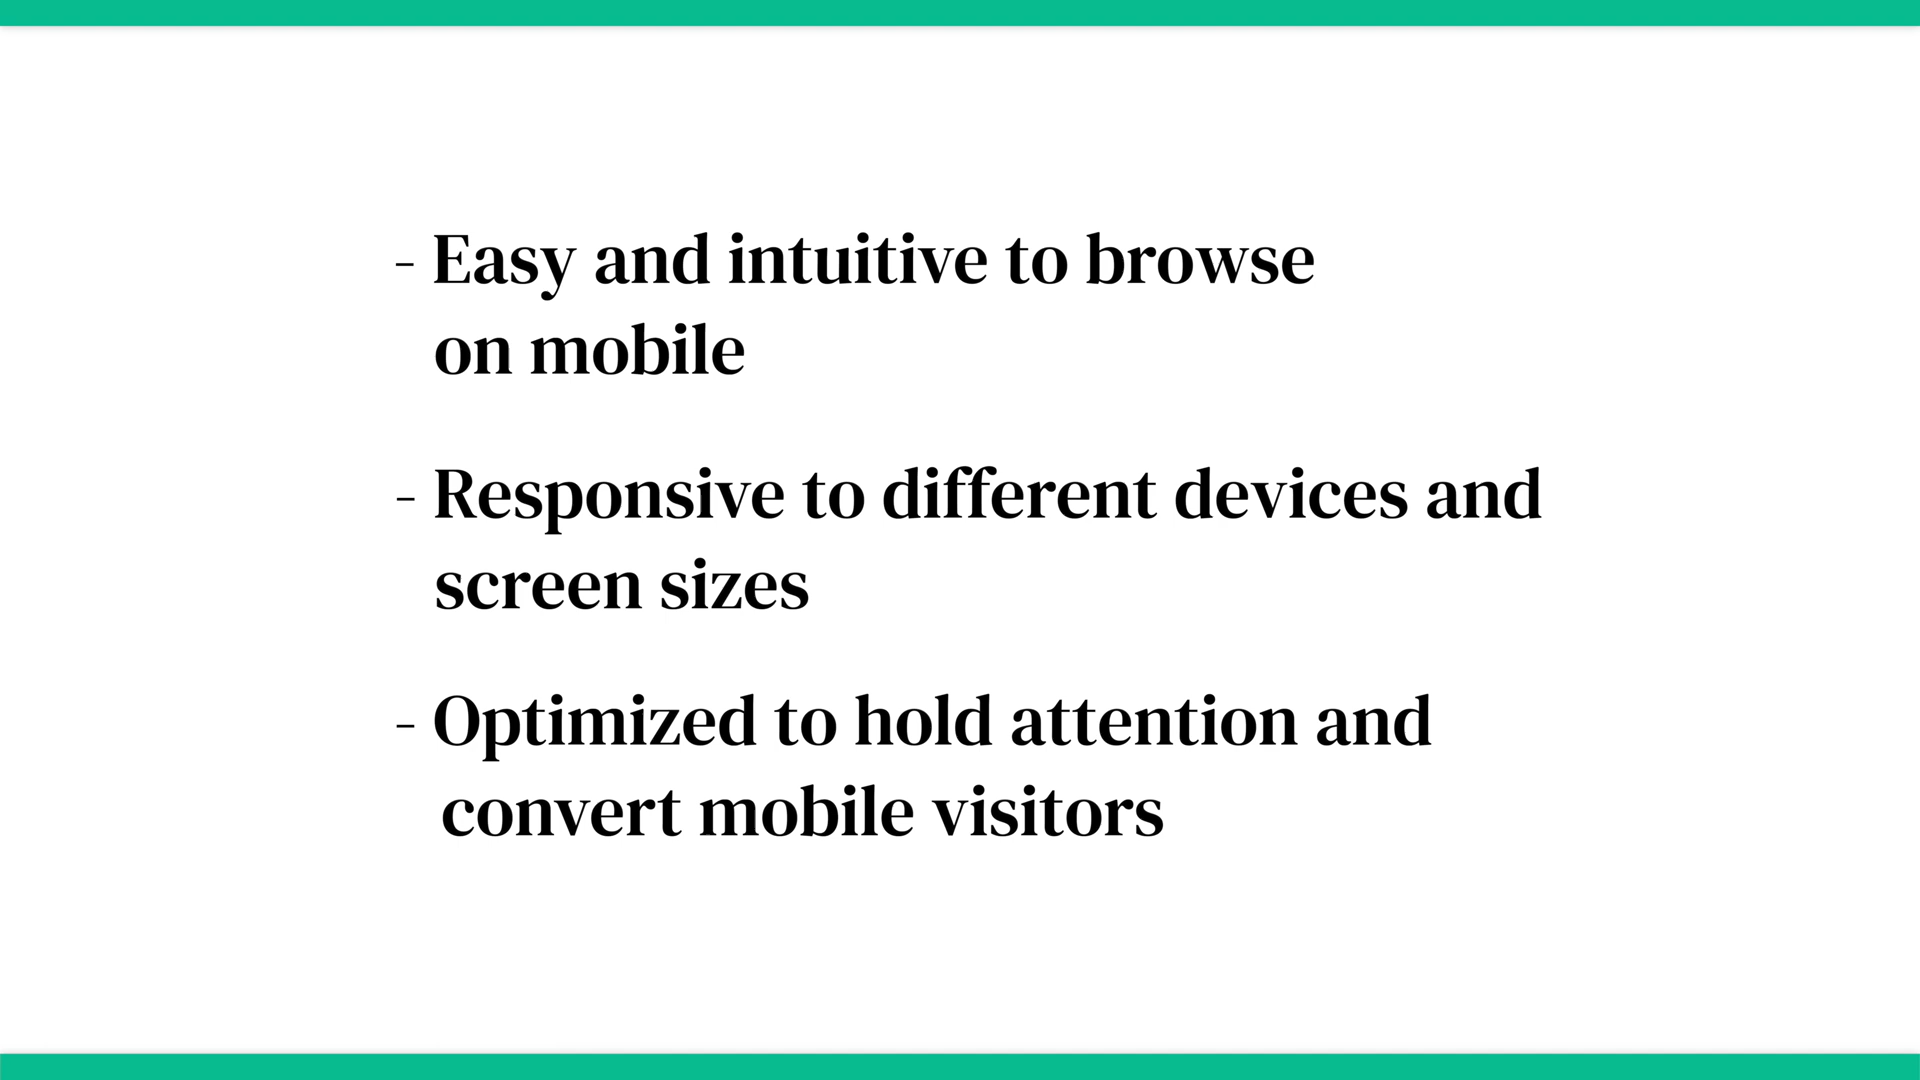 - Easy and intuitive to browse
on mobile
- Responsive to different devices and
screen sizes
- Optimized to hold attention and
convert mobile visitors